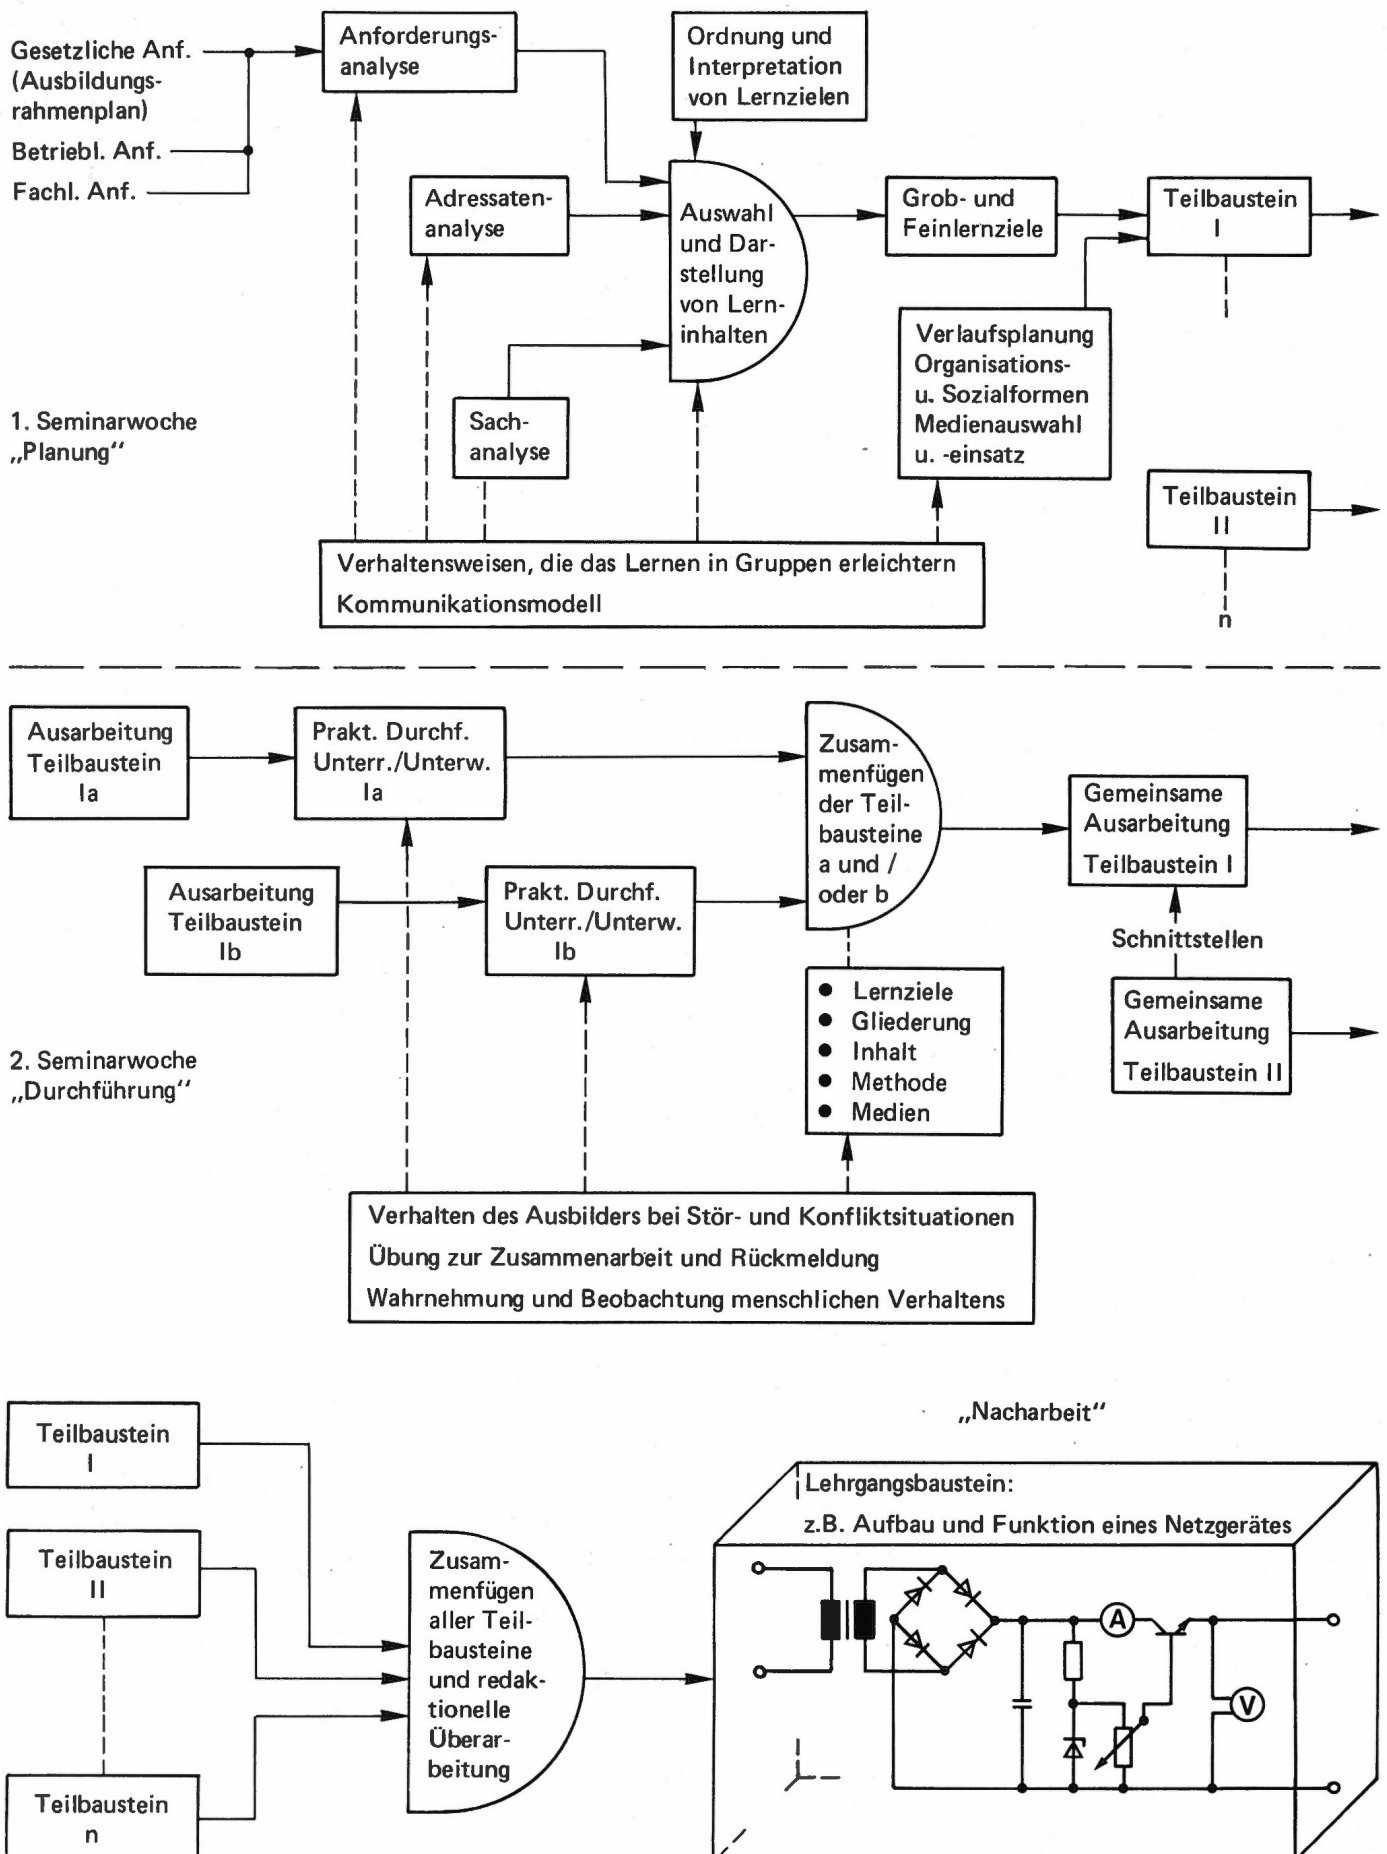 Gesetzliche Anf.
(Ausbildungs-
rahmenplan)
Betriebl. Anf.
Fachl. Anf.
Anforderungs-
analyse
Ordnung und
Interpretation
von Lernzielen
Adressaten-
analyse
Auswahl
und Dar-
stellung
von Lern-
inhalten
Grob- und
Feinlernziele
Teilbaustein
I
Verlaufsplanung
Organisations-
u. Sozialformen
Medienauswahl
u. -einsatz
Sach-
analyse
1. Seminarwoche
„Planung“
Teilbaustein
II
n
Verhaltensweisen, die das Lernen in Gruppen erleichtern
Kommunikationsmodell
Ausarbeitung
Teilbaustein
Ia
Prakt. Durchf.
Unterr./Unterw.
Ia
Zusam-
menfügen
der Teil-
bausteine
a und /
oder b
Gemeinsame
Ausarbeitung
Teilbaustein I
Ausarbeitung
Teilbaustein
Ib
Prakt. Durchf.
Unterr./Unterw.
Ib
Schnittstellen
• Lernziele
• Gliederung
• Inhalt
• Methode
• Medien
Gemeinsame
Ausarbeitung
Teilbaustein II
2. Seminarwoche
„Durchführung“
Verhalten des Ausbilders bei Stör- und Konfliktsituationen
Übung zur Zusammenarbeit und Rückmeldung
Wahrnehmung und Beobachtung menschlichen Verhaltens
„Nacharbeit“
Teilbaustein
I
Teilbaustein
II
Teilbaustein
n
Zusam-
menfügen
aller Teil-
bausteine
und redak-
tionelle
Überar-
beitung
Lehrgangsbaustein:
z.B. Aufbau und Funktion eines Netzgerätes
A
V